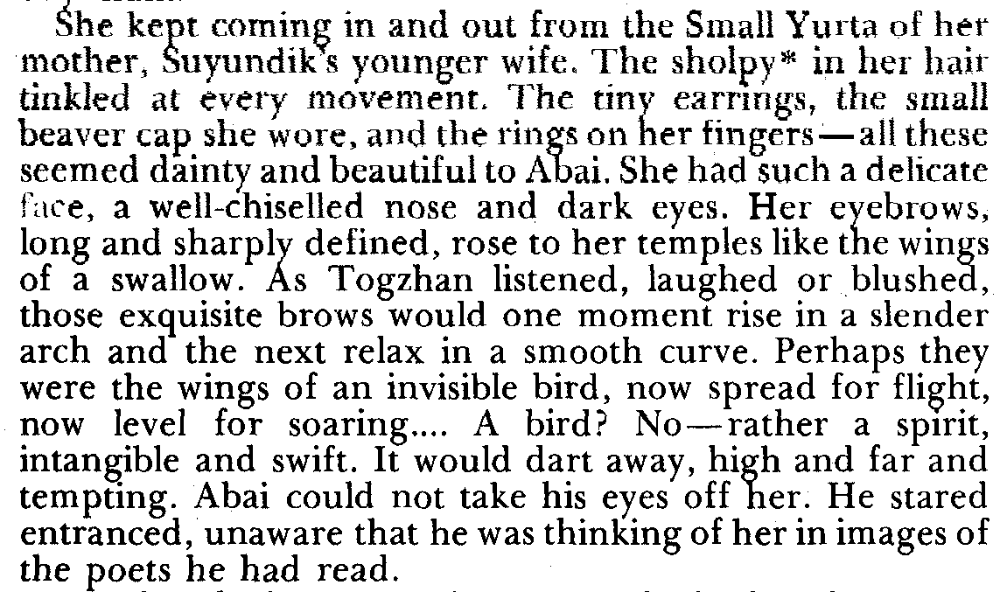 She kept coming in and out from the Small Yurta of her
mother, Suyundik's younger wife. The sholpy* in her hair
tinkled at every movement. The tiny earrings, the small
beaver cap she wore, and the rings on her fingers—all these
seemed dainty and beautiful to Abai. She had such a delicate
face, a well-chiselled nose and dark eyes. Her eyebrows,
long and sharply defined, rose to her temples like the wings
of a swallow. As Togzhan listened, laughed or blushed,
those exquisite brows would one moment rise in a slender
arch and the next relax in a smooth curve. Perhaps they
were the wings of an invisible bird, now spread for flight,
now level for soaring.... A bird? No—rather a spirit,
intangible and swift. It would dart away, high and far and
tempting. Abai could not take his eyes off her. He stared
entranced, unaware that he was thinking of her in images of
the poets he had read.